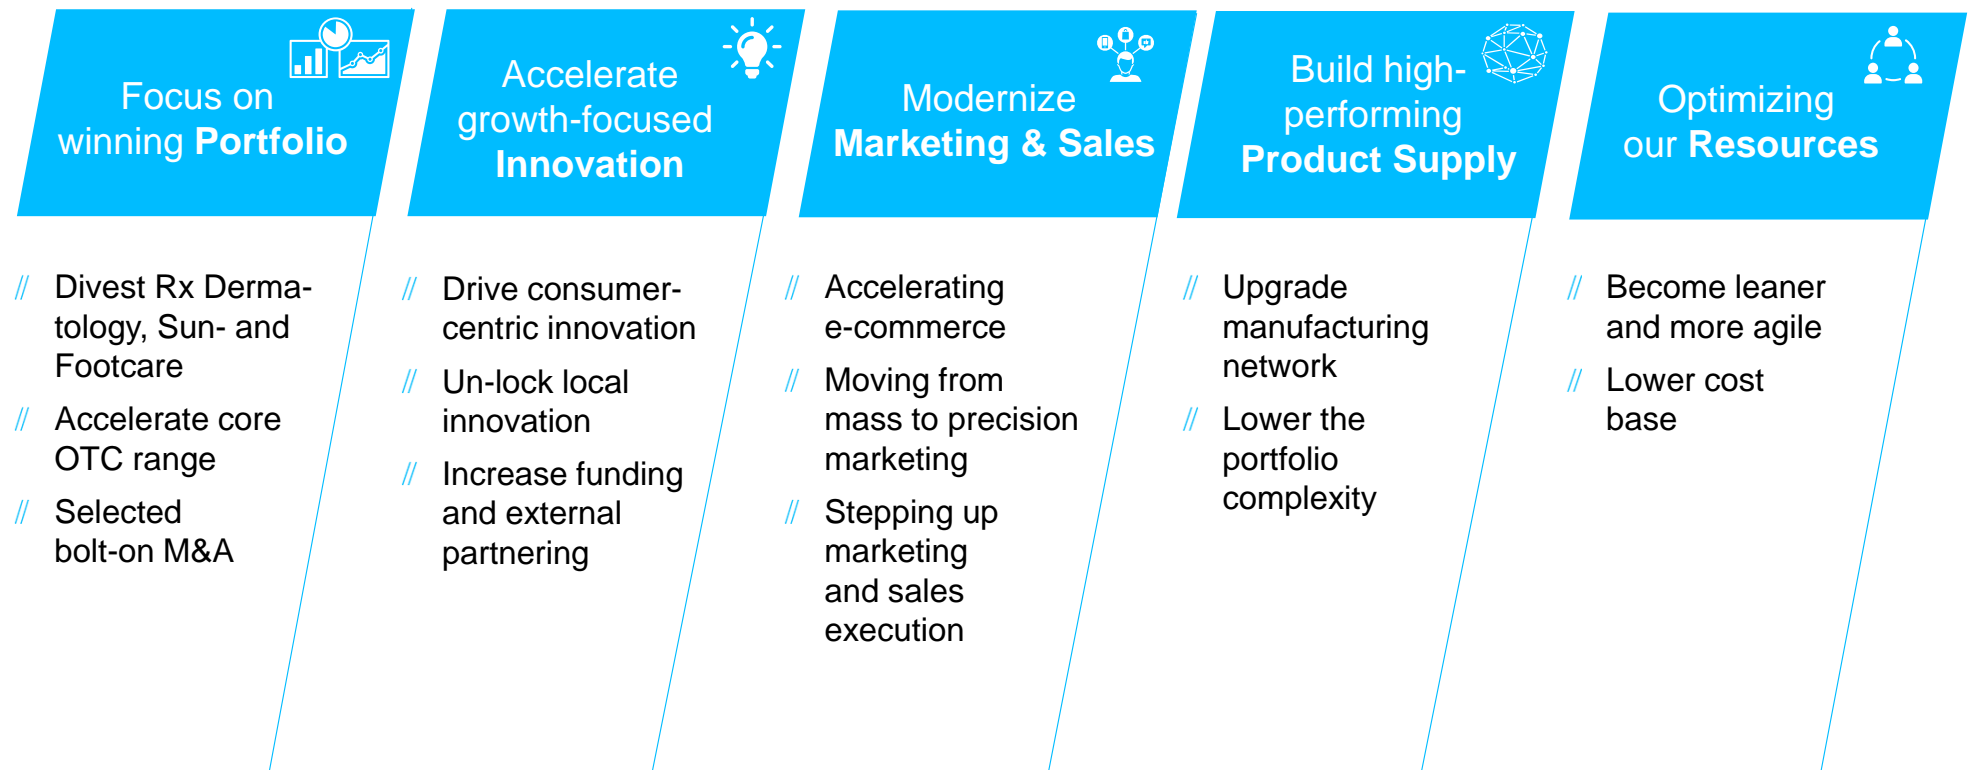 Focus on
winning Portfolio
Accelerate
growth-focused
Innovation
Modernize
Marketing & Sales
Build high-
performing
Product Supply
Optimizing
our Resources
// Divest Rx Derma-
tology, Sun- and
Footcare
// Accelerate core
OTC range
// Selected
bolt-on M&A
// Drive consumer-
centric innovation
// Un-lock local
innovation
// Increase funding
and external
partnering
// Accelerating
e-commerce
// Moving from
mass to precision
marketing
// Stepping up
marketing
and sales
execution
// Upgrade
manufacturing
network
// Lower the
portfolio
complexity
// Become leaner
and more agile
// Lower cost
base